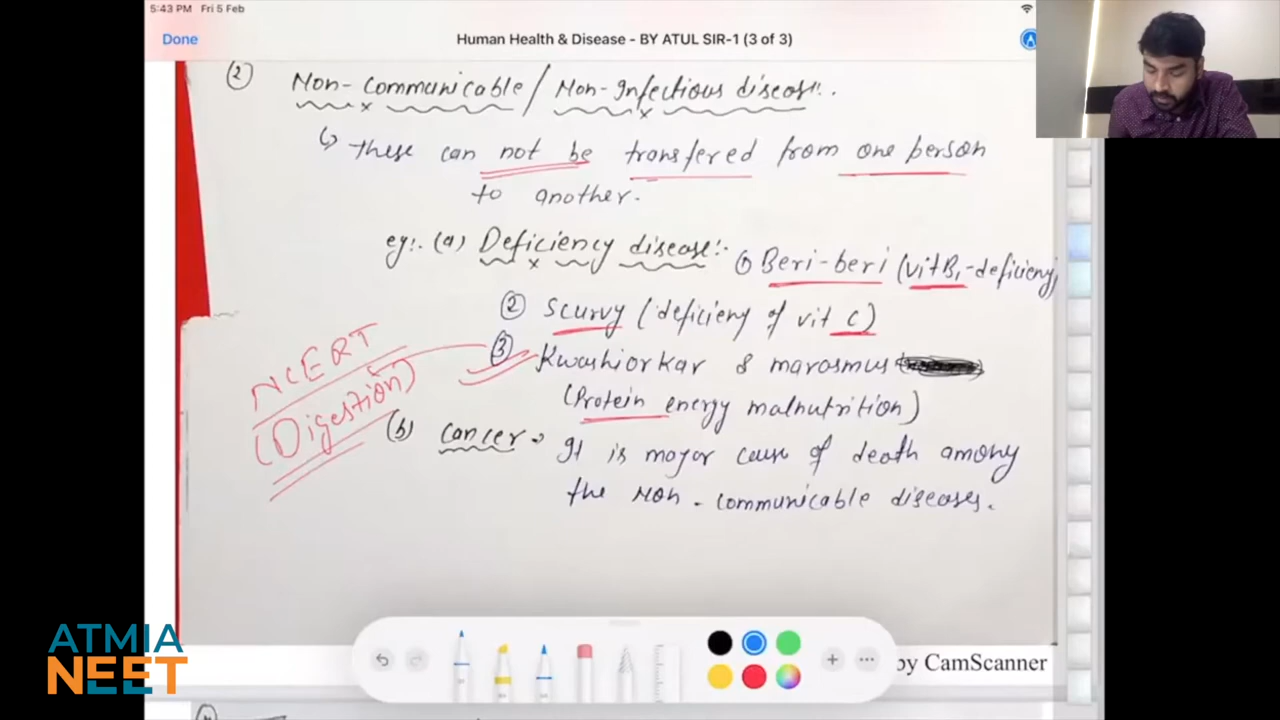 5:43 PM Fri 5 Feb
Done
Human Health & Disease - BY ATUL SIR-1 (3 of 3)
② Non-Communicable / Non-Infectious disease:.
↳ These can not be transfered from one person
to another.
eg:. (a) Deficiency disease:- ① Beri-beri (vit B1-deficiency)
② Scurvy (deficieny of vit C)
③ Kwashiorkar & marasmus
(Protein energy malnutrition)
NCERT
(Digestion)
(b) Cancer- It is major cause of death among
the Non-communicable diseases.
ATMIA
NEET
by CamScanner